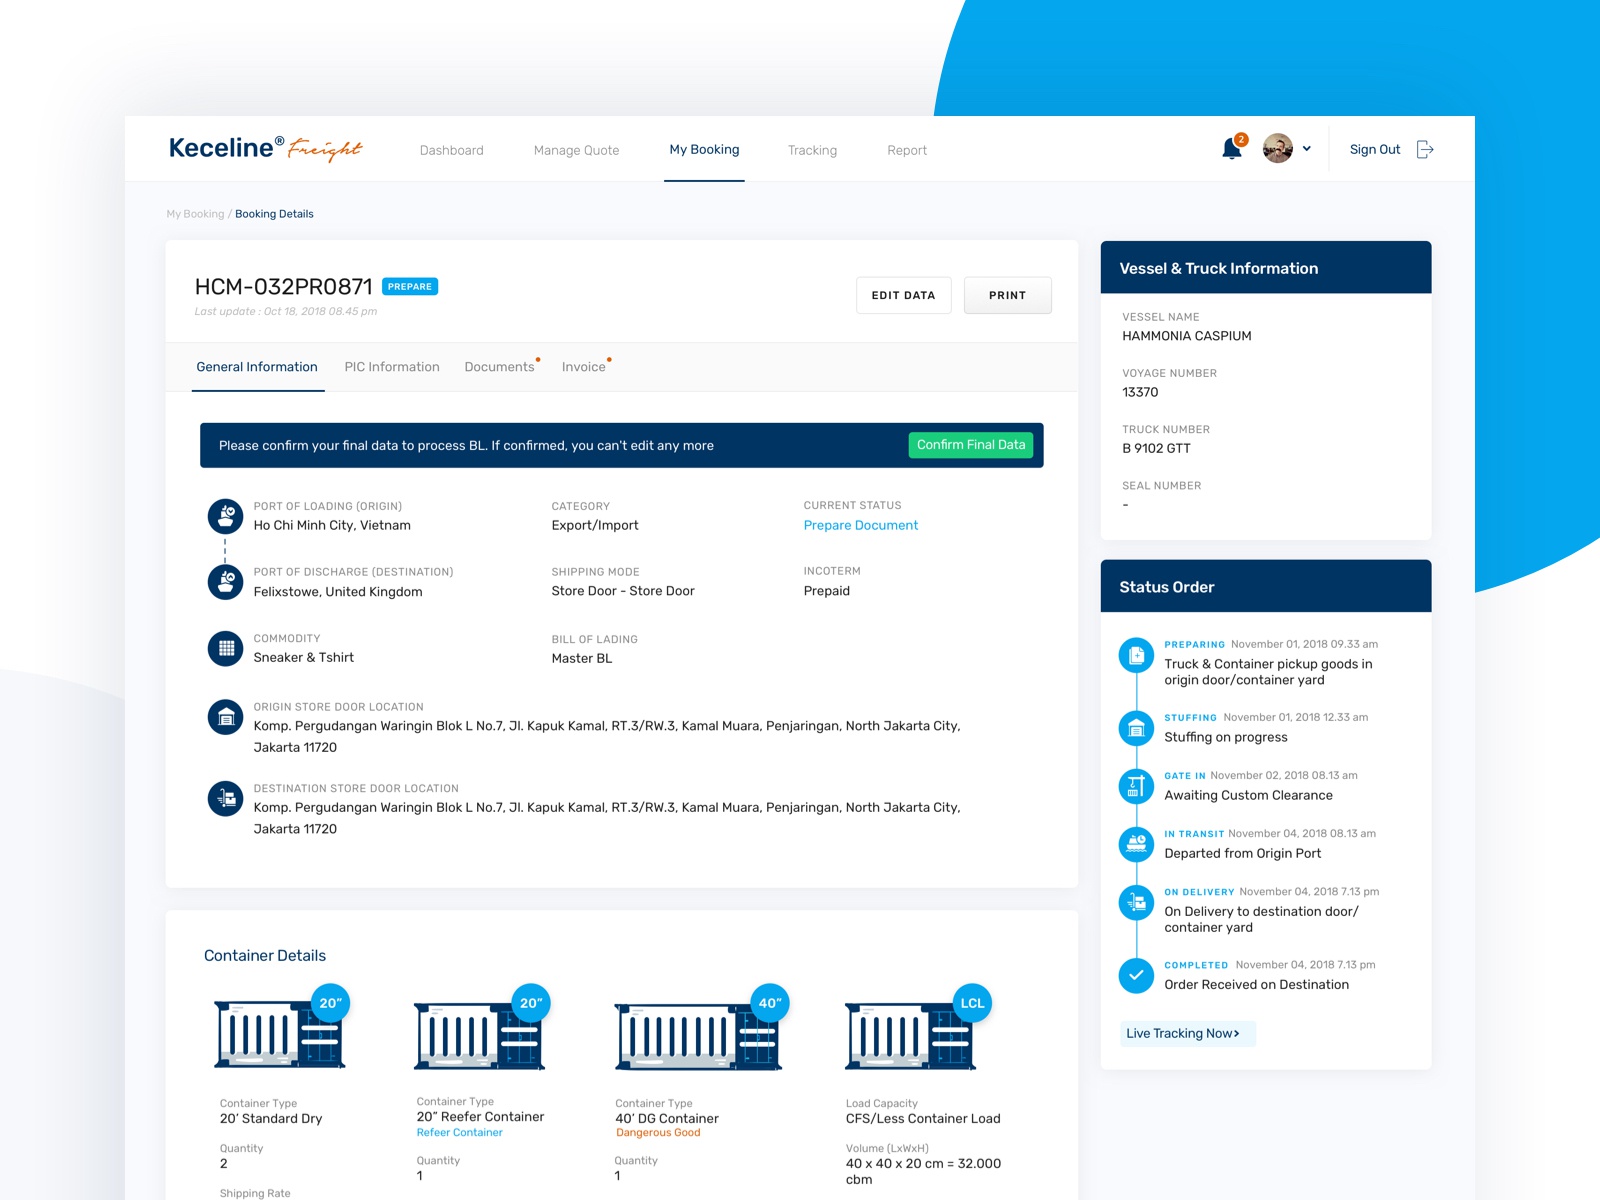 Keceline® Freight
Dashboard
Manage Quote
My Booking
Tracking
Report
2
Sign Out
My Booking / Booking Details
HCM-032PR0871 PREPARE
Last update : Oct 18, 2018 08.45 pm
EDIT DATA
PRINT
General Information
PIC Information
Documents
Invoice
Please confirm your final data to process BL. If confirmed, you can't edit any more
Confirm Final Data
PORT OF LOADING (ORIGIN)
Ho Chi Minh City, Vietnam
CATEGORY
Export/Import
CURRENT STATUS
Prepare Document
PORT OF DISCHARGE (DESTINATION)
Felixstowe, United Kingdom
SHIPPING MODE
Store Door - Store Door
INCOTERM
Prepaid
COMMODITY
Sneaker & Tshirt
BILL OF LADING
Master BL
ORIGIN STORE DOOR LOCATION
Komp. Pergudangan Waringin Blok L No.7, Jl. Kapuk Kamal, RT.3/RW.3, Kamal Muara, Penjaringan, North Jakarta City,
Jakarta 11720
DESTINATION STORE DOOR LOCATION
Komp. Pergudangan Waringin Blok L No.7, Jl. Kapuk Kamal, RT.3/RW.3, Kamal Muara, Penjaringan, North Jakarta City,
Jakarta 11720
Container Details
20”
Container Type
20’ Standard Dry
Quantity
2
Shipping Rate
20”
Container Type
20” Reefer Container
Refeer Container
Quantity
1
40”
Container Type
40’ DG Container
Dangerous Good
Quantity
1
LCL
Load Capacity
CFS/Less Container Load
Volume (LxWxH)
40 x 40 x 20 cm = 32.000
cbm
Vessel & Truck Information
VESSEL NAME
HAMMONIA CASPIUM
VOYAGE NUMBER
13370
TRUCK NUMBER
B 9102 GTT
SEAL NUMBER
-
Status Order
PREPARING November 01, 2018 09.33 am
Truck & Container pickup goods in
origin door/container yard
STUFFING November 01, 2018 12.33 am
Stuffing on progress
GATE IN November 02, 2018 08.13 am
Awaiting Custom Clearance
IN TRANSIT November 04, 2018 08.13 am
Departed from Origin Port
ON DELIVERY November 04, 2018 7.13 pm
On Delivery to destination door/
container yard
COMPLETED November 04, 2018 7.13 pm
Order Received on Destination
Live Tracking Now